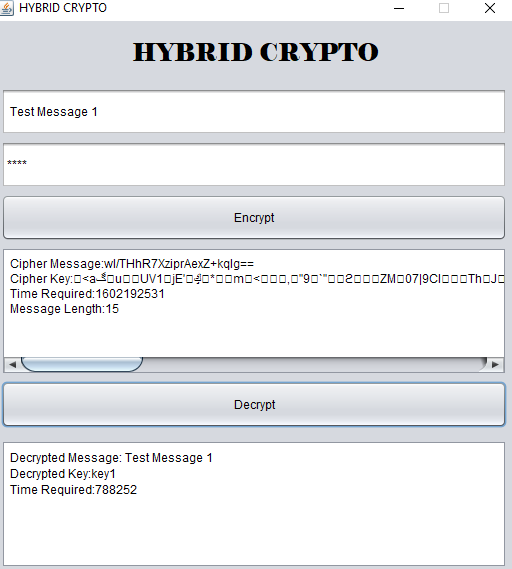 HYBRID CRYPTO
HYBRID CRYPTO
Test Message 1
****
Encrypt
Cipher Message:wI/THhR7XziprAexZ+kqIg==
Cipher Key:
Time Required:1602192531
Message Length:15
Decrypt
Decrypted Message: Test Message 1
Decrypted Key:key1
Time Required:788252